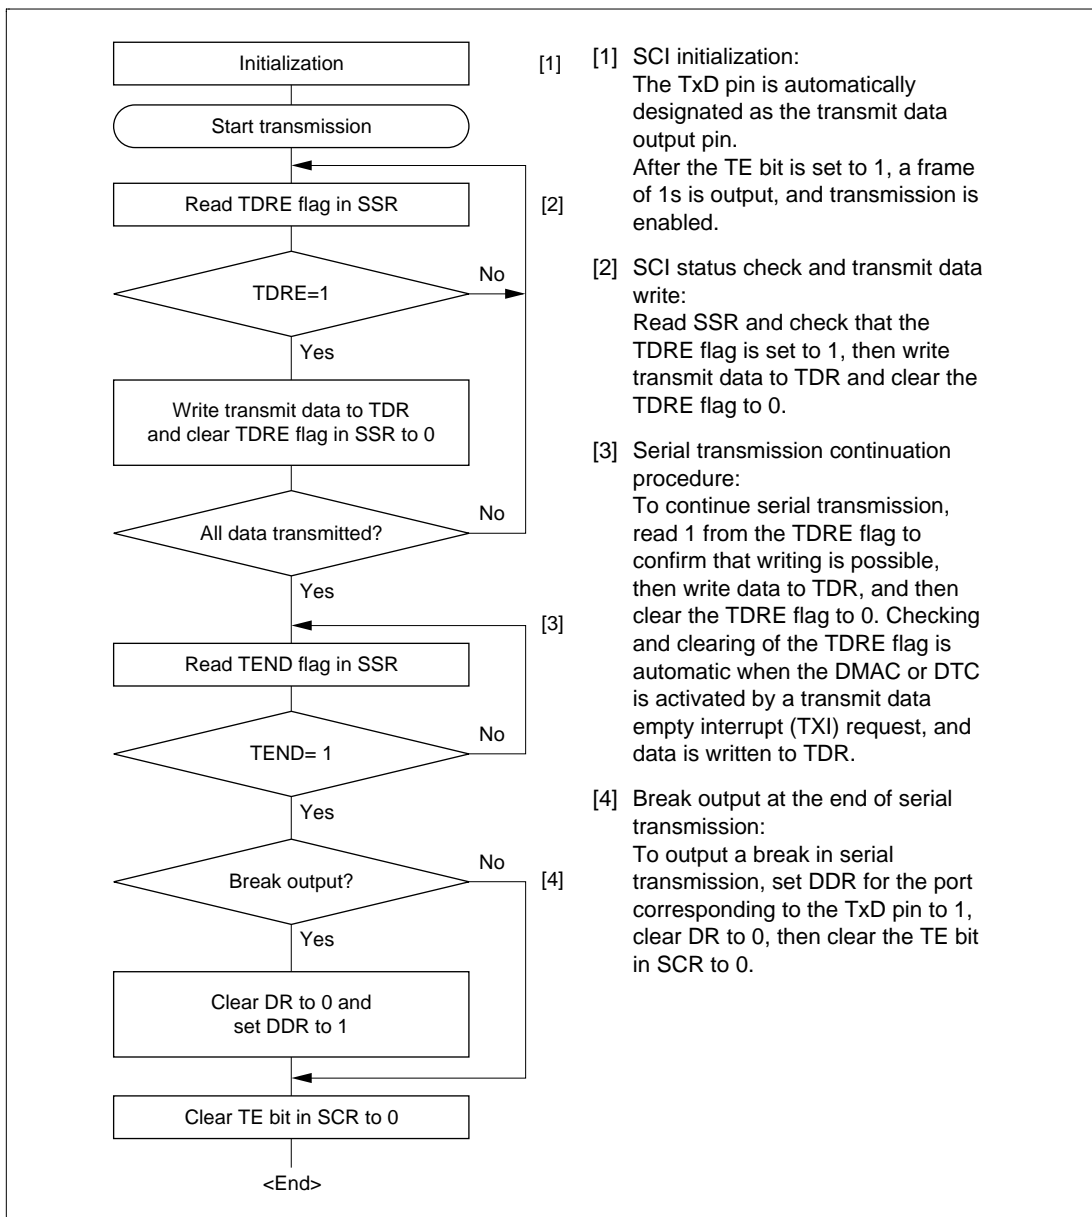 Initialization
[1]
Start transmission
Read TDRE flag in SSR
[2]
TDRE=1
No
Yes
Write transmit data to TDR
and clear TDRE flag in SSR to 0
All data transmitted?
No
Yes
[3]
Read TEND flag in SSR
TEND= 1
No
Yes
Break output?
No
[4]
Yes
Clear DR to 0 and
set DDR to 1
Clear TE bit in SCR to 0
<End>
[1] SCI initialization:
The TxD pin is automatically
designated as the transmit data
output pin.
After the TE bit is set to 1, a frame
of 1s is output, and transmission is
enabled.
[2] SCI status check and transmit data
write:
Read SSR and check that the
TDRE flag is set to 1, then write
transmit data to TDR and clear the
TDRE flag to 0.
[3] Serial transmission continuation
procedure:
To continue serial transmission,
read 1 from the TDRE flag to
confirm that writing is possible,
then write data to TDR, and then
clear the TDRE flag to 0. Checking
and clearing of the TDRE flag is
automatic when the DMAC or DTC
is activated by a transmit data
empty interrupt (TXI) request, and
data is written to TDR.
[4] Break output at the end of serial
transmission:
To output a break in serial
transmission, set DDR for the port
corresponding to the TxD pin to 1,
clear DR to 0, then clear the TE bit
in SCR to 0.